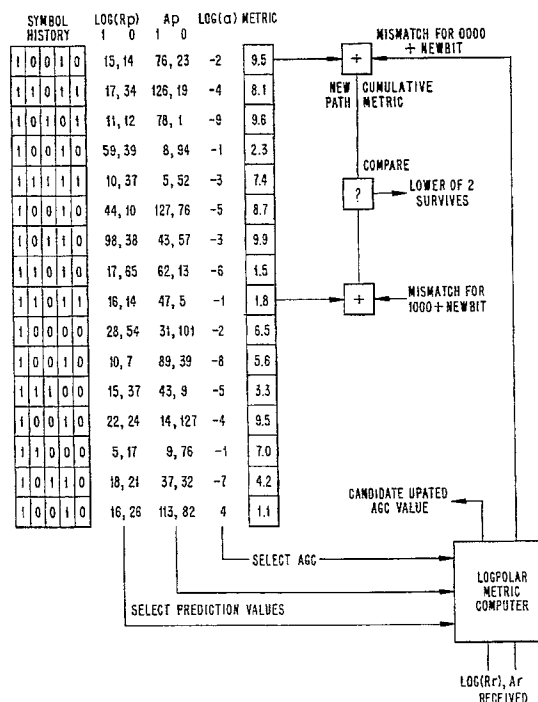 SYMBOL HISTORY LOG(Rp) 1 0 Ap 1 0 LOG(a) METRIC
1 0 0 1 0 15, 14 76, 23 -2 9.5
1 1 0 1 1 17, 34 126, 19 -4 8.1
1 1 0 1 1 11, 12 78, 1 -9 9.6
1 0 0 1 0 59, 39 8, 94 -1 2.3
1 1 1 1 1 10, 37 5, 52 -3 7.4
1 0 1 0 0 44, 10 127, 76 -5 8.7
1 0 1 1 0 98, 38 43, 57 -3 9.9
1 1 0 0 0 17, 65 62, 13 -6 1.5
1 1 0 1 1 16, 14 47, 5 -1 1.8
1 0 0 0 0 28, 54 31, 101 -2 6.5
1 0 0 1 0 10, 7 89, 39 -8 5.6
1 1 1 0 0 15, 37 43, 9 -5 3.3
1 0 1 0 0 22, 24 14, 127 -4 9.5
1 1 0 0 0 5, 17 9, 76 -1 7.0
1 0 1 1 0 18, 21 37, 32 -7 4.2
1 0 1 0 0 16, 26 113, 82 4 1.1
+
MISMATCH FOR 0000
+ NEWBIT
NEW PATH
CUMULATIVE METRIC
COMPARE
?
LOWER OF 2
SURVIVES
+
MISMATCH FOR
1000 + NEWBIT
CANDIDATE UPATED
AGC VALUE
SELECT AGC
SELECT PREDICTION VALUES
LOGPOLAR
METRIC
COMPUTER
LOG(Rr), Ar
RECEIVED